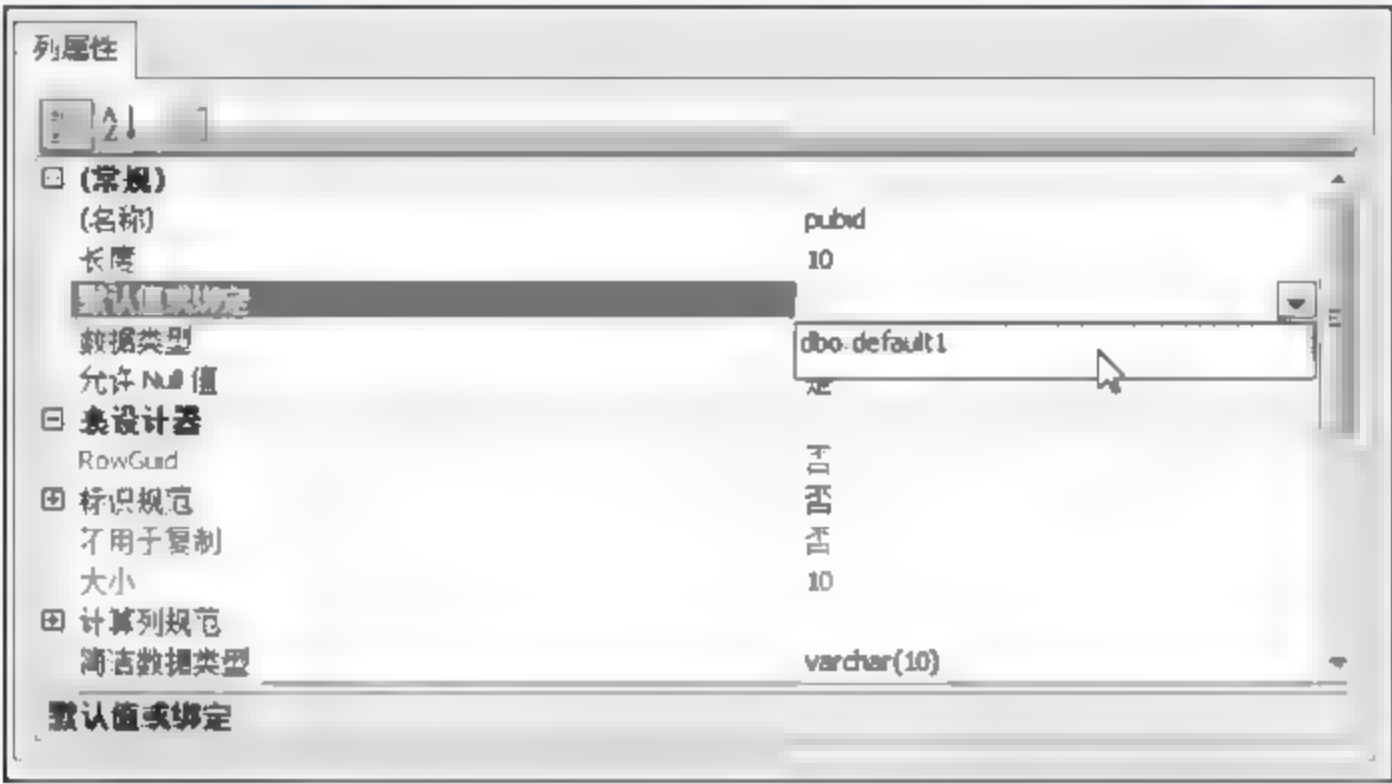 列属性
(常规)
(名称) pubid
长度 10
默认值或绑定
数据类型 dbo.default1
允许 Null 值 是
表设计器
RowGuid 否
标识规范 否
不用于复制 否
大小 10
计算列规范
简洁数据类型 varchar(10)
默认值或绑定